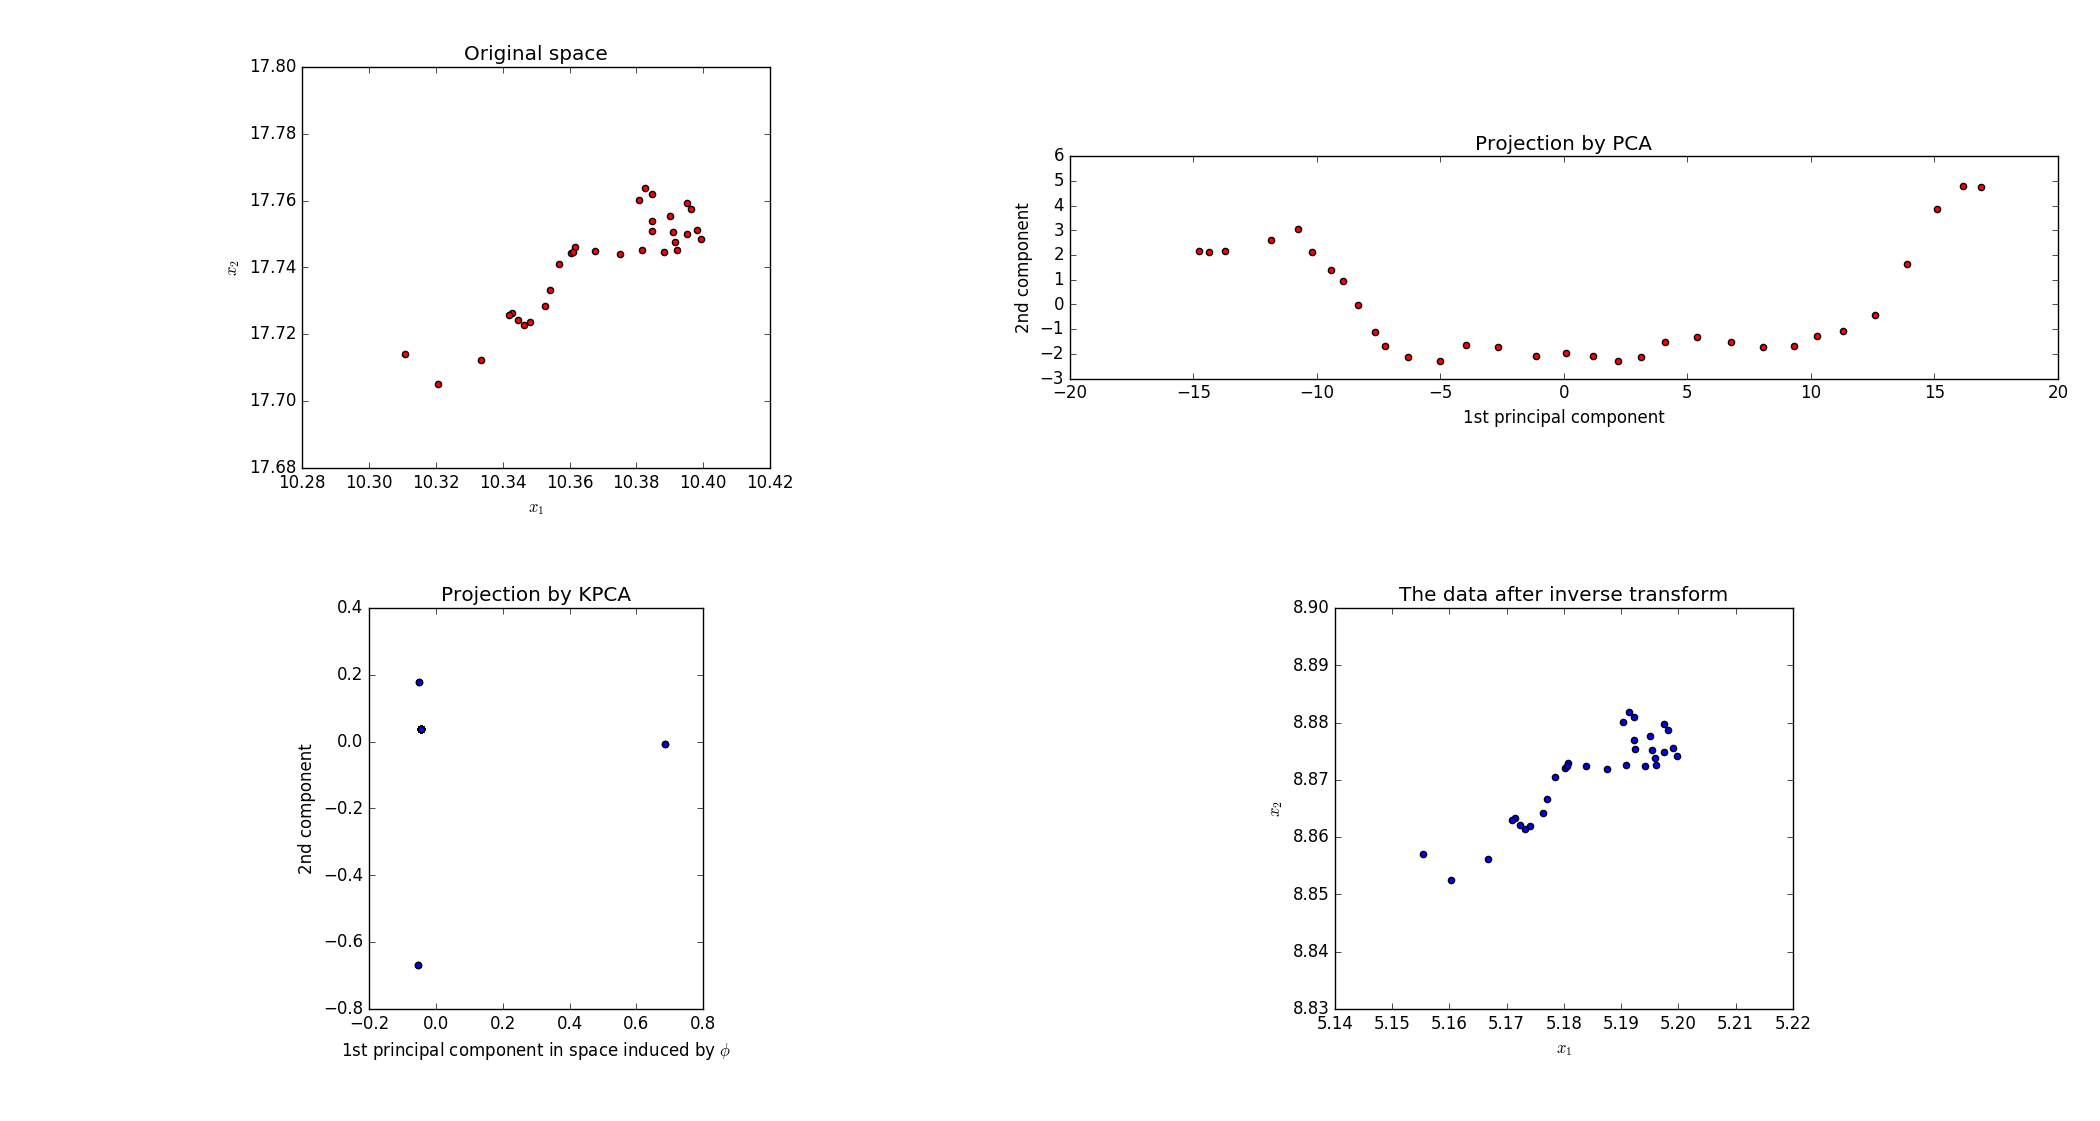 Original space
17.80
17.78
17.76
17.74
17.72
17.70
17.68
x₂
10.28 10.30 10.32 10.34 10.36 10.38 10.40 10.42
x₁
Projection by PCA
6
5
4
3
2
1
0
−1
−2
−3
2nd component
−20 −15 −10 −5 0 5 10 15 20
1st principal component
Projection by KPCA
0.4
0.2
0.0
−0.2
−0.4
−0.6
−0.8
2nd component
−0.2 0.0 0.2 0.4 0.6 0.8
1st principal component in space induced by ϕ
The data after inverse transform
8.90
8.89
8.88
8.87
8.86
8.85
8.84
8.83
x₂
5.14 5.15 5.16 5.17 5.18 5.19 5.20 5.21 5.22
x₁